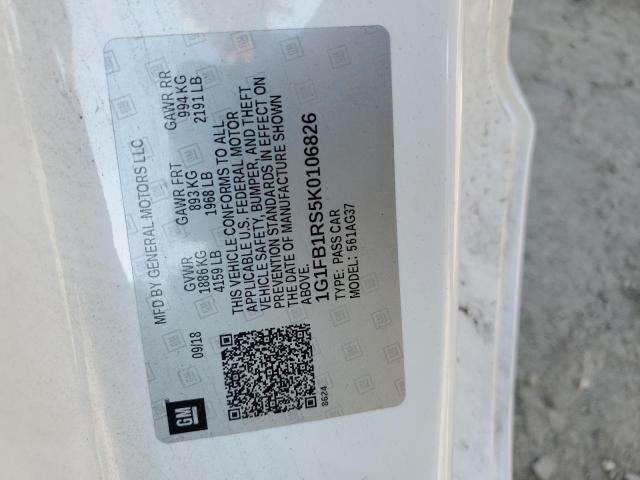 MFD BY GENERAL MOTORS LLC
09/18
GVWR
1886 KG
4159 LB
GAWR FRT
893 KG
1968 LB
GAWR RR
994 KG
2191 LB
THIS VEHICLE CONFORMS TO ALL
APPLICABLE U.S. FEDERAL MOTOR
VEHICLE SAFETY, BUMPER, AND THEFT
PREVENTION STANDARDS IN EFFECT ON
THE DATE OF MANUFACTURE SHOWN
ABOVE.
1G1FB1RS5K0106826
TYPE: PASS CAR
MODEL: 561AG37
8624
GM